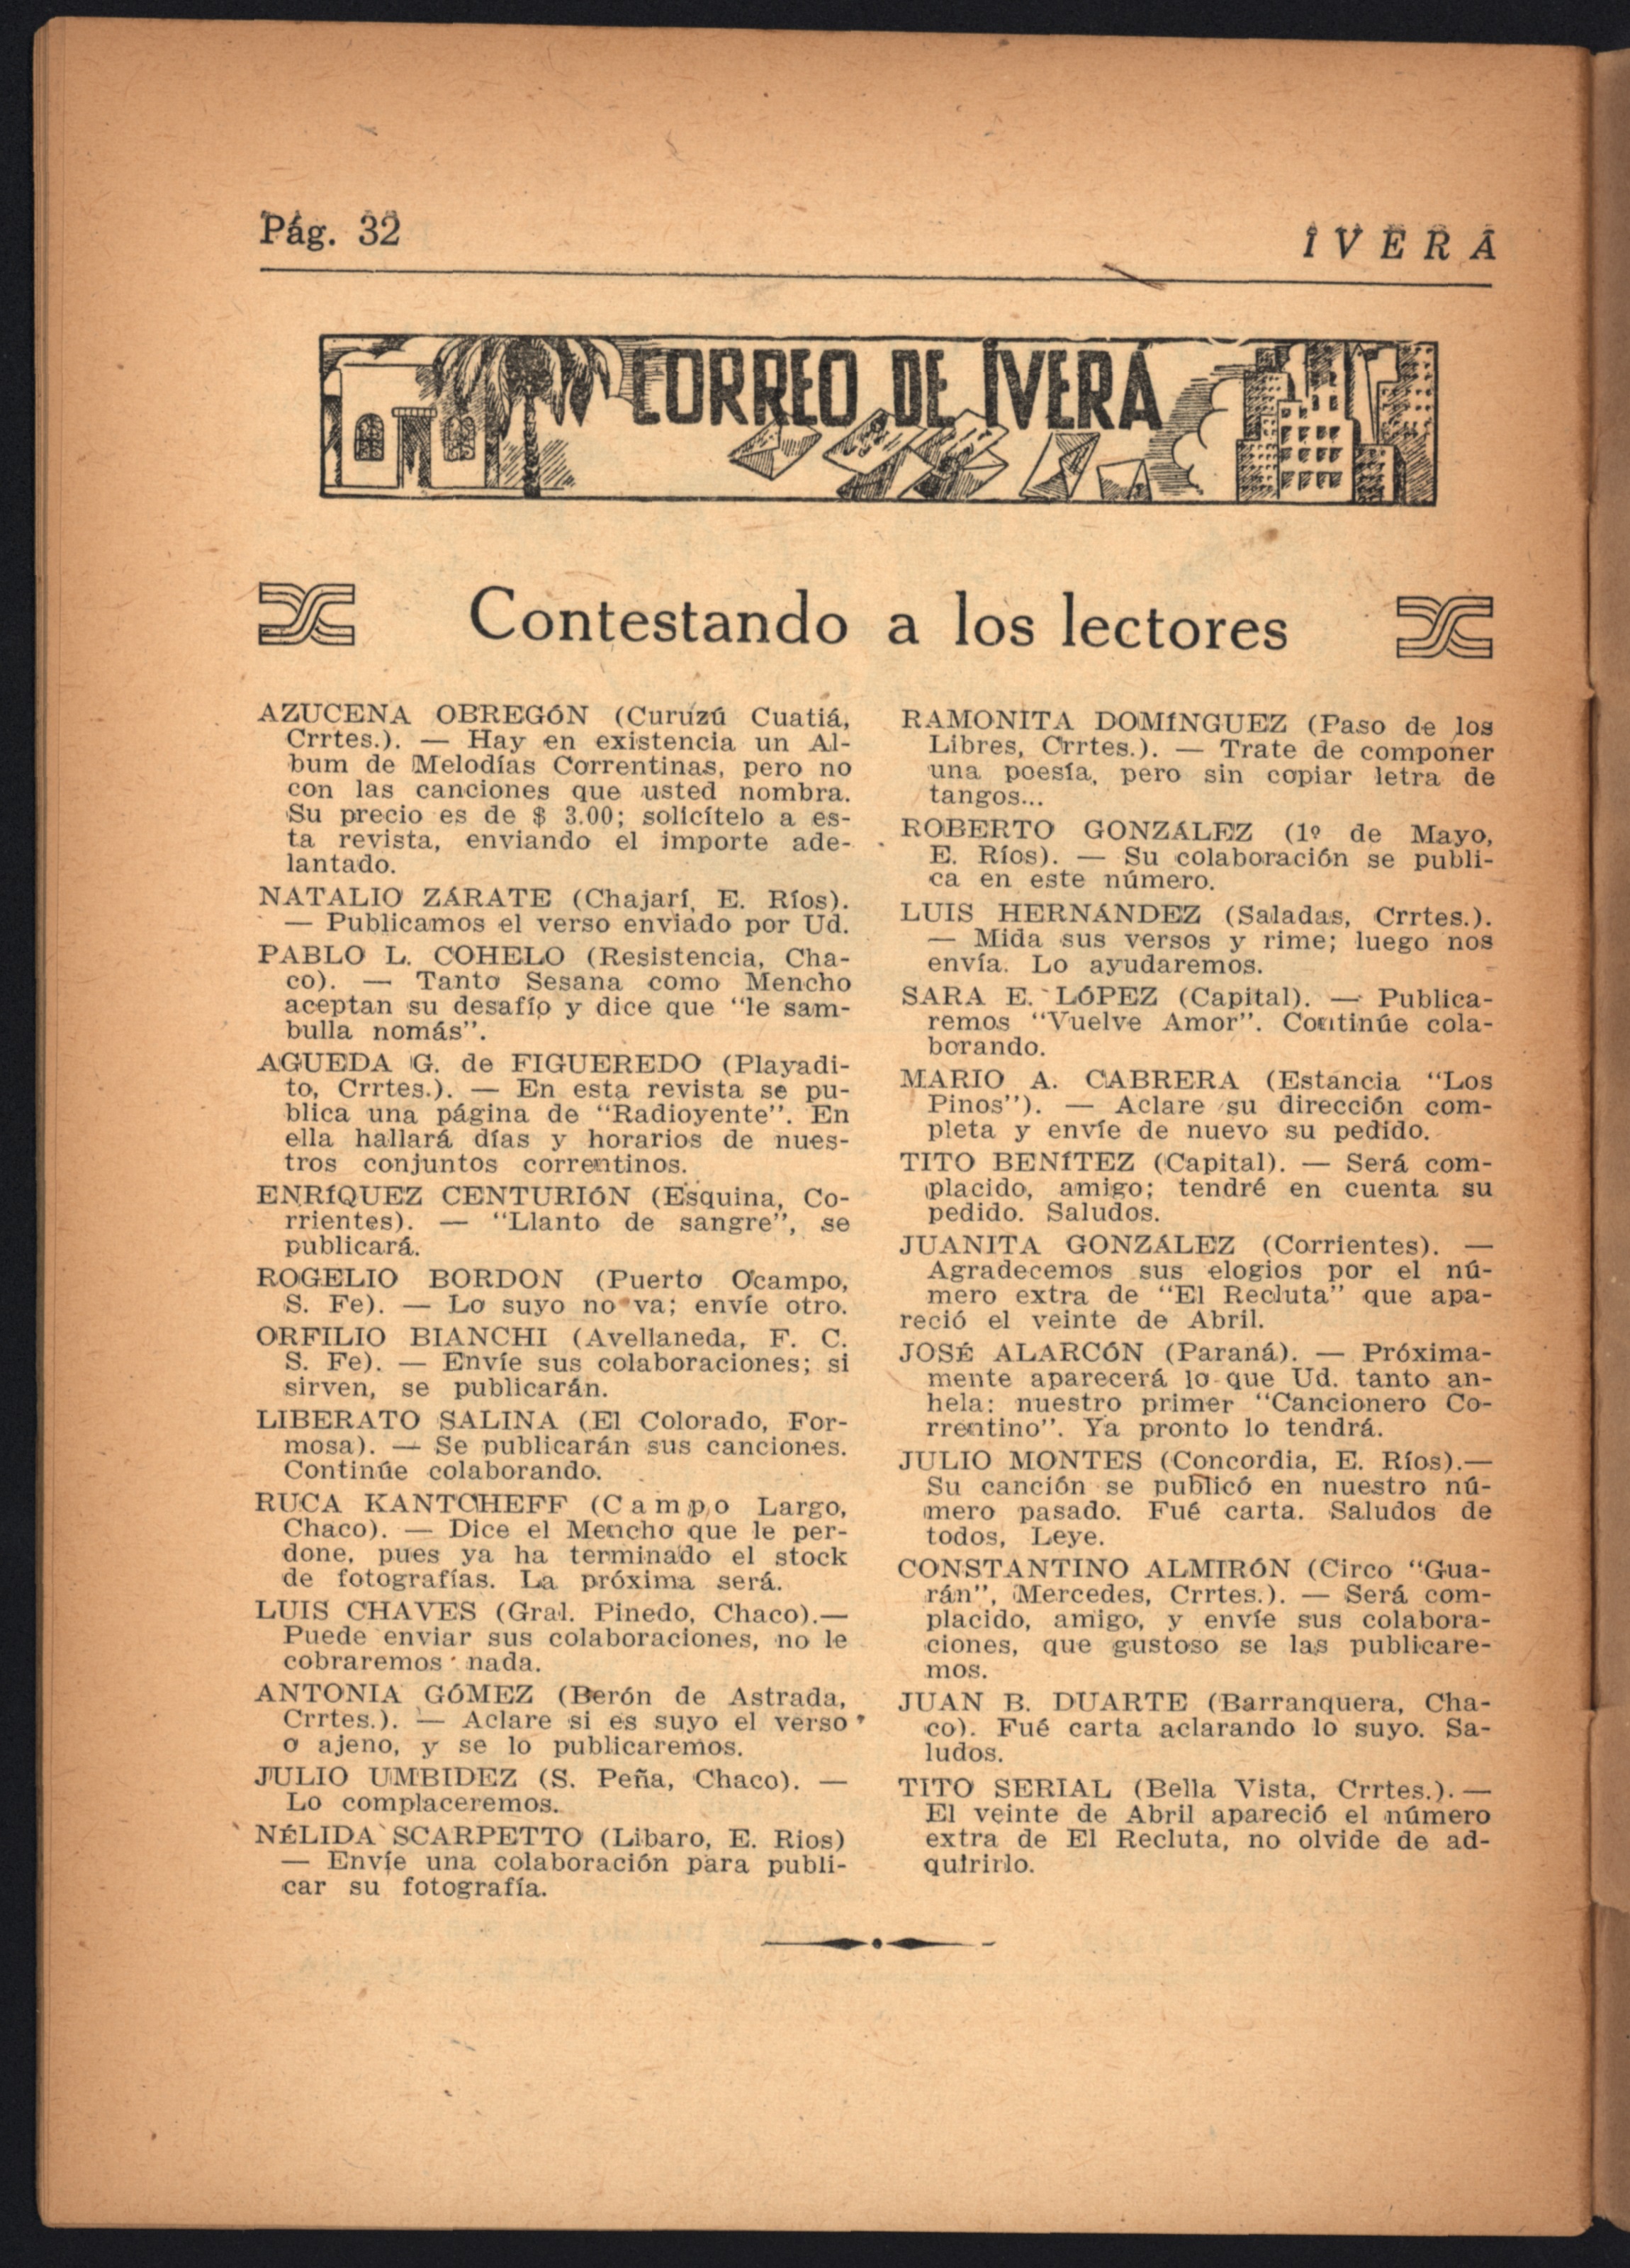 Pág. 32
IVERÁ
CORREO DE IVERÁ
Contestando a los lectores
AZUCENA OBREGÓN (Curuzú Cuatiá,
Crrtes.). — Hay en existencia un Al-
bum de Melodías Correntinas, pero no
con las canciones que usted nombra.
Su precio es de $ 3.00; solicítelo a es-
ta revista, enviando el importe ade-
lantado.
NATALIO ZÁRATE (Chajarí, E. Ríos).
— Publicamos el verso enviado por Ud.
PABLO L. COHELO (Resistencia, Cha-
co). — Tanto Sesana como Mencho
aceptan su desafío y dice que “le sam-
bulla nomás”.
AGUEDA G. de FIGUEREDO (Playadi-
to, Crrtes.). — En esta revista se pu-
blica una página de “Radioyente”. En
ella hallará días y horarios de nues-
tros conjuntos correntinos.
ENRÍQUEZ CENTURIÓN (Esquina, Co-
rrientes). — “Llanto de sangre”, se
publicará.
ROGELIO BORDON (Puerto Ocampo,
S. Fe). — Lo suyo no va; envíe otro.
ORFILIO BIANCHI (Avellaneda, F. C.
S. Fe). — Envíe sus colaboraciones; si
sirven, se publicarán.
LIBERATO SALINA (El Colorado, For-
mosa). — Se publicarán sus canciones.
Continúe colaborando.
RUCA KANTCHEFF (Campo Largo,
Chaco). — Dice el Mencho que le per-
done, pues ya ha terminado el stock
de fotografías. La próxima será.
LUIS CHAVES (Gral. Pinedo, Chaco).—
Puede enviar sus colaboraciones, no le
cobraremos nada.
ANTONIA GÓMEZ (Berón de Astrada,
Crrtes.). — Aclare si es suyo el verso
o ajeno, y se lo publicaremos.
JULIO UMBIDEZ (S. Peña, Chaco). —
Lo complaceremos.
NÉLIDA SCARPETTO (Libaro, E. Rios)
— Envíe una colaboración para publi-
car su fotografía.
RAMONITA DOMÍNGUEZ (Paso de los
Libres, Crrtes.). — Trate de componer
una poesía, pero sin copiar letra de
tangos...
ROBERTO GONZÁLEZ (1º de Mayo,
E. Ríos). — Su colaboración se publi-
ca en este número.
LUIS HERNÁNDEZ (Saladas, Crrtes.).
— Mida sus versos y rime; luego nos
envía. Lo ayudaremos.
SARA E. LÓPEZ (Capital). — Publica-
remos “Vuelve Amor”. Continúe cola-
borando.
MARIO A. CABRERA (Estancia “Los
Pinos”). — Aclare su dirección com-
pleta y envíe de nuevo su pedido.
TITO BENÍTEZ (Capital). — Será com-
placido, amigo; tendré en cuenta su
pedido. Saludos.
JUANITA GONZÁLEZ (Corrientes). —
Agradecemos sus elogios por el nú-
mero extra de “El Recluta” que apa-
reció el veinte de Abril.
JOSÉ ALARCÓN (Paraná). — Próxima-
mente aparecerá lo que Ud. tanto an-
hela: nuestro primer “Cancionero Co-
rrentino”. Ya pronto lo tendrá.
JULIO MONTES (Concordia, E. Ríos).—
Su canción se publicó en nuestro nú-
mero pasado. Fué carta. Saludos de
todos, Leye.
CONSTANTINO ALMIRÓN (Circo “Gua-
rán”, Mercedes, Crrtes.). — Será com-
placido, amigo, y envíe sus colabora-
ciones, que gustoso se las publicare-
mos.
JUAN B. DUARTE (Barranquera, Cha-
co). Fué carta aclarando lo suyo. Sa-
ludos.
TITO SERIAL (Bella Vista, Crrtes.). —
El veinte de Abril apareció el número
extra de El Recluta, no olvide de ad-
quirirlo.